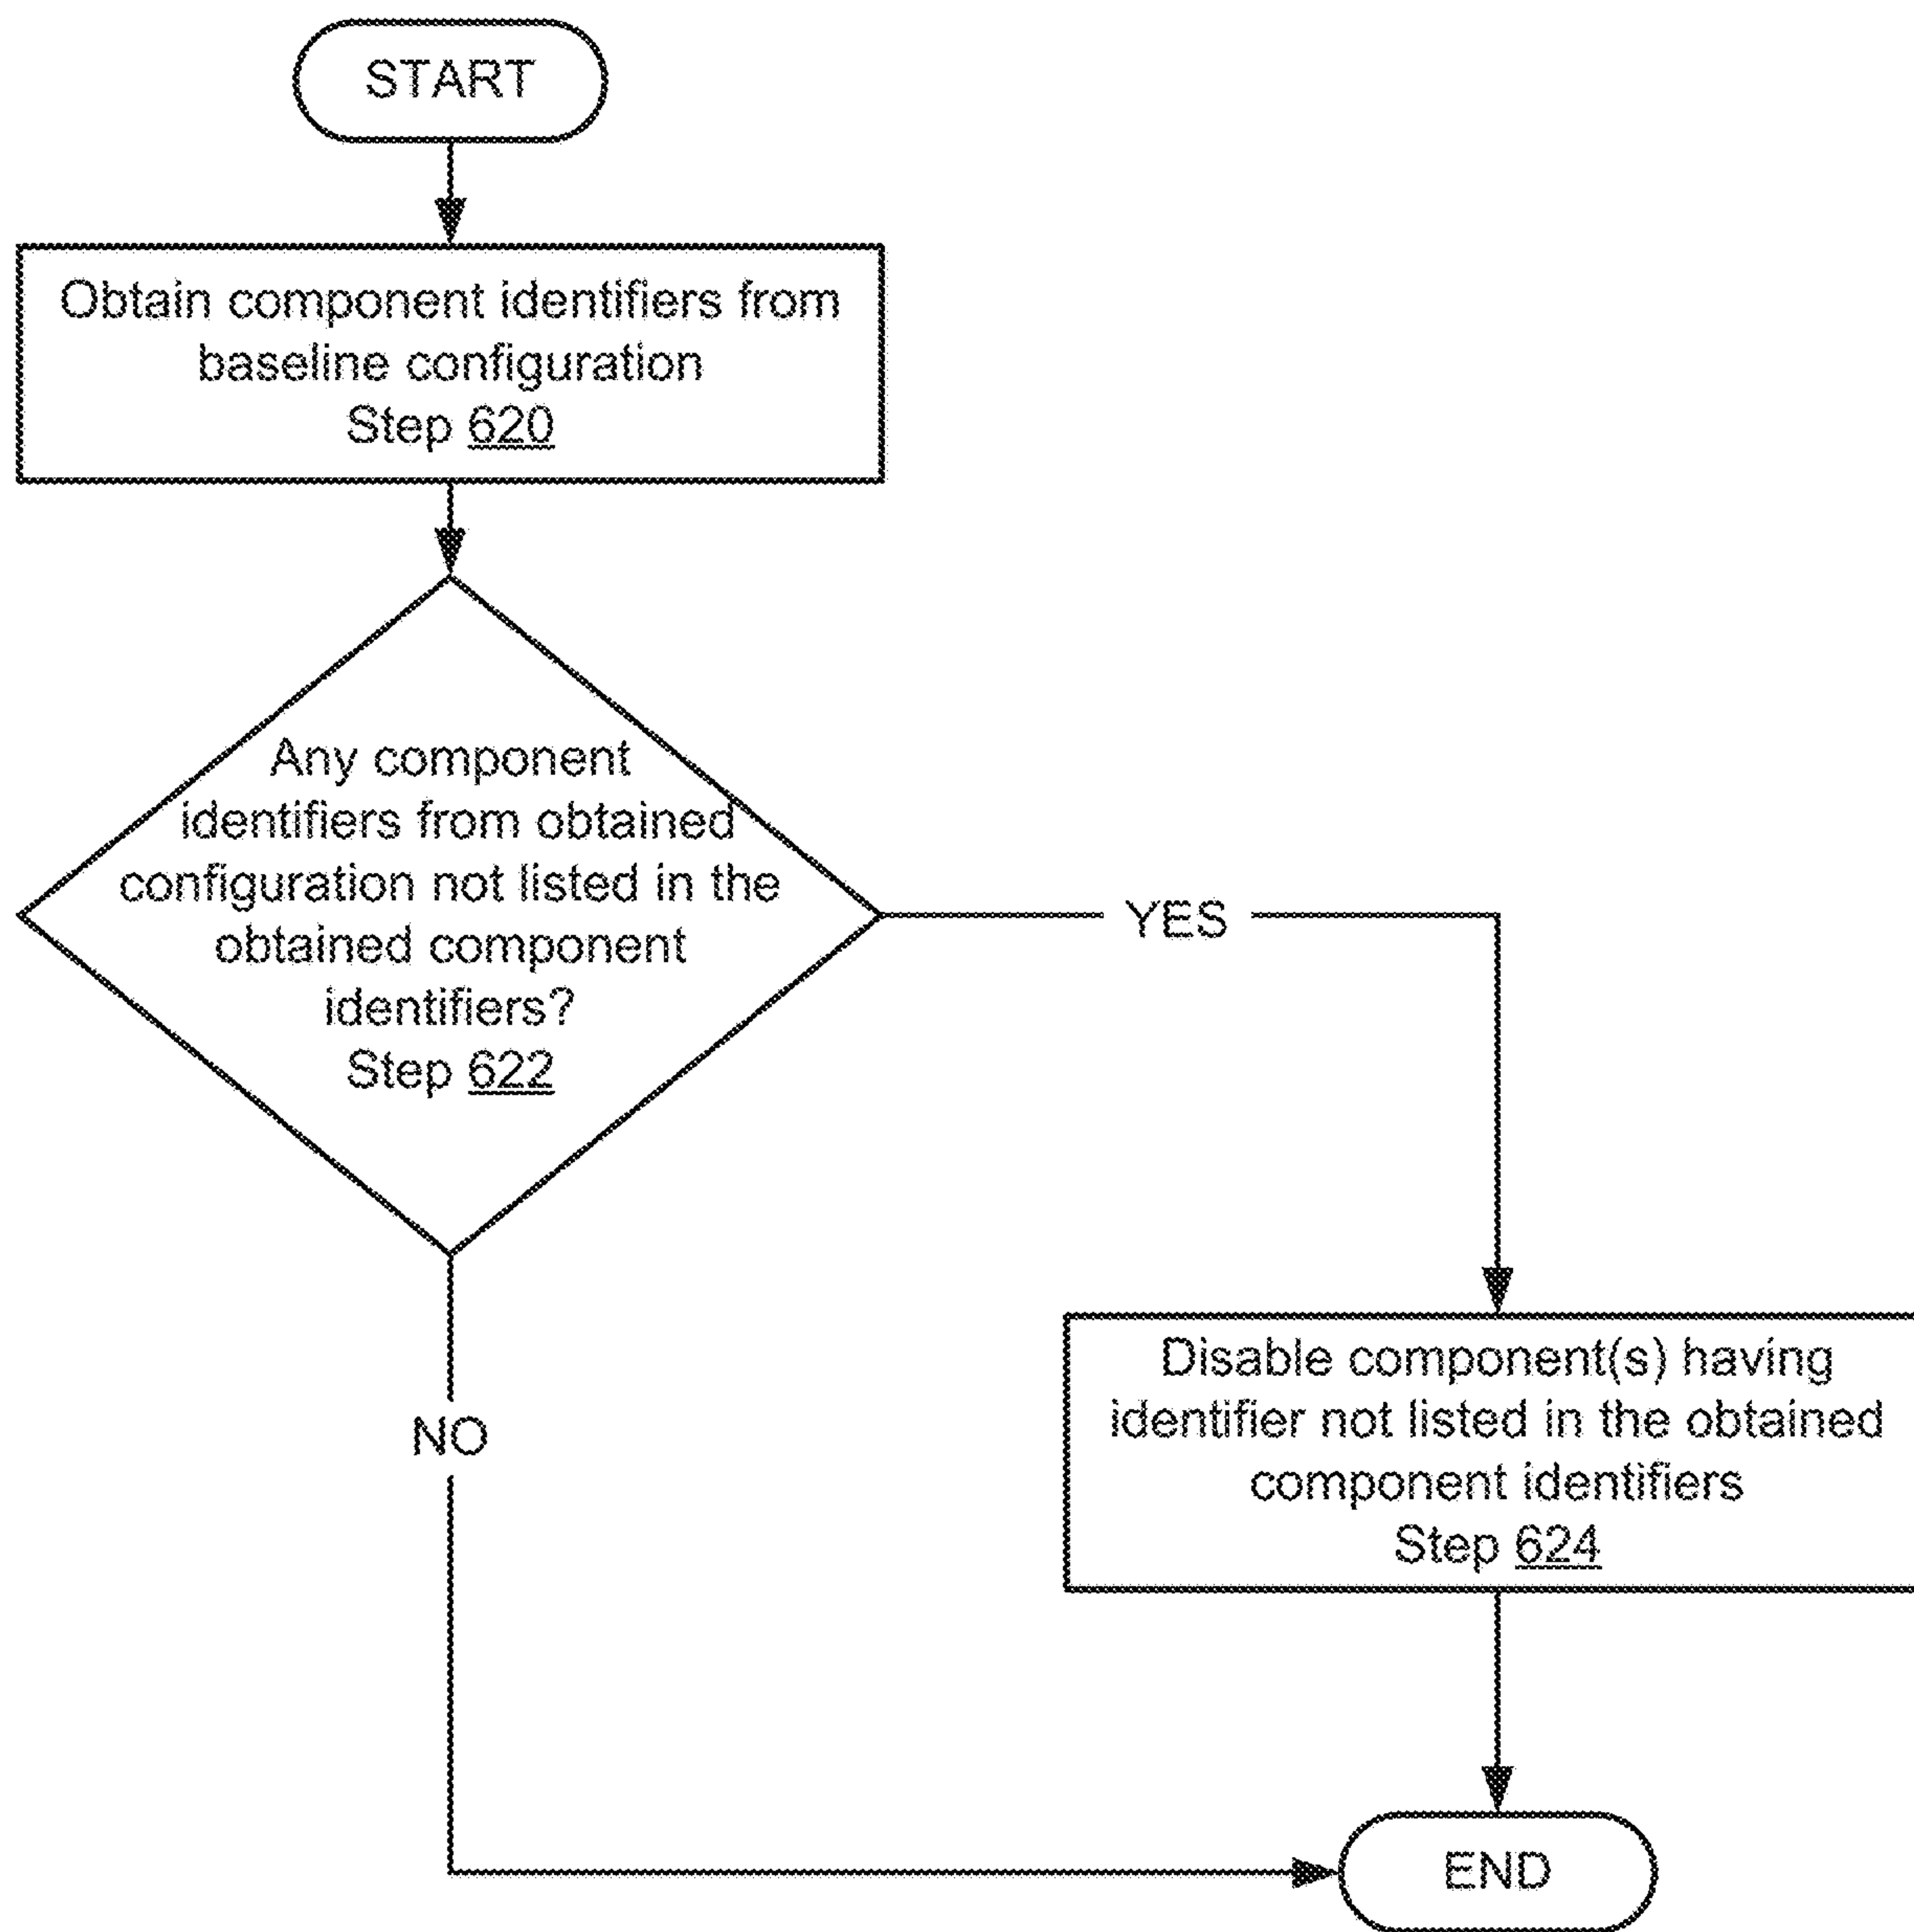 START
Obtain component identifiers from
baseline configuration
Step 620
Any component
identifiers from obtained
configuration not listed in the
obtained component
identifiers?
Step 622
YES
NO
Disable component(s) having
identifier not listed in the obtained
component identifiers
Step 624
END